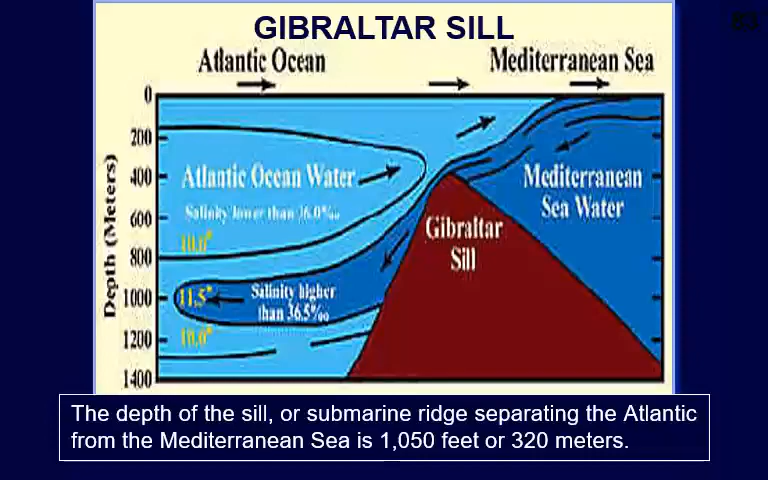 GIBRALTAR SILL
83
Atlantic Ocean
Mediterranean Sea
0
200
400
600
800
1000
1200
1400
Depth (Meters)
Atlantic Ocean Water
Salinity lower than 36.0‰
10.0°
11.5°
Salinity higher
than 36.5‰
10.0°
Gibraltar
Sill
Mediterranean
Sea Water
The depth of the sill, or submarine ridge separating the Atlantic
from the Mediterranean Sea is 1,050 feet or 320 meters.